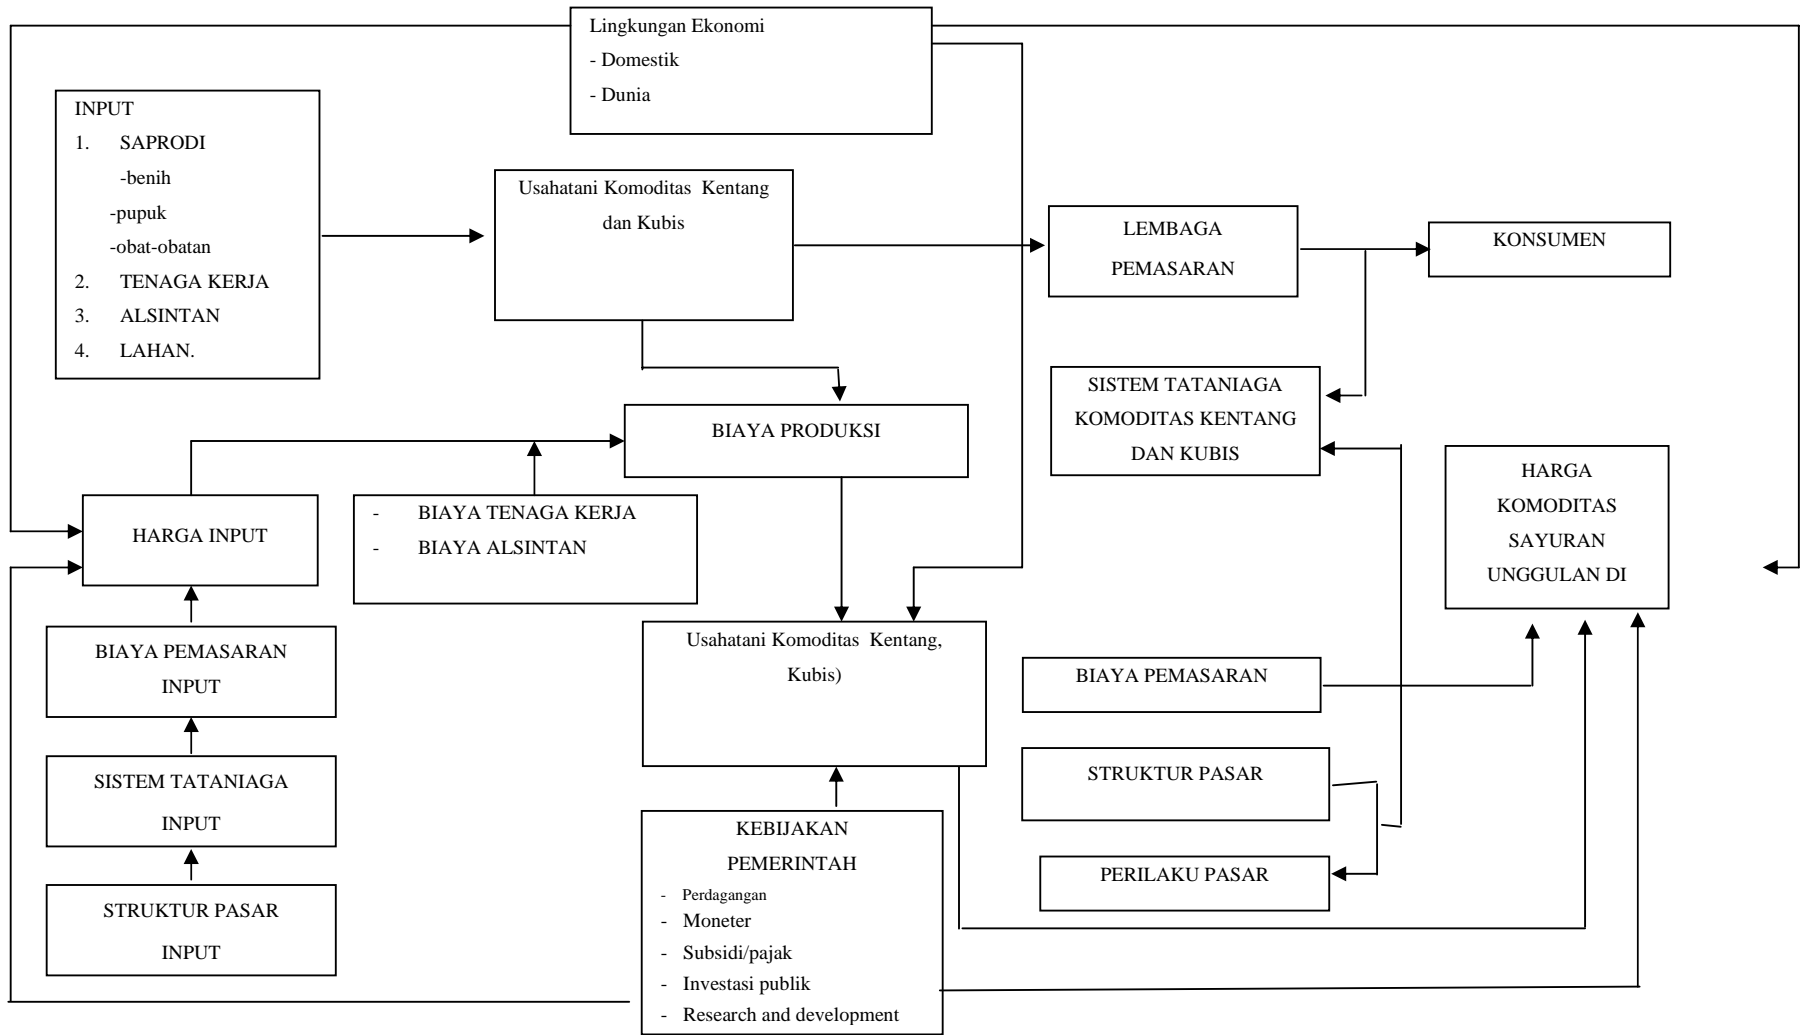 Lingkungan Ekonomi
- Domestik
- Dunia
INPUT
1. SAPRODI
-benih
-pupuk
-obat-obatan
2. TENAGA KERJA
3. ALSINTAN
4. LAHAN.
Usahatani Komoditas Kentang
dan Kubis
LEMBAGA
PEMASARAN
KONSUMEN
BIAYA PRODUKSI
SISTEM TATANIAGA
KOMODITAS KENTANG
DAN KUBIS
HARGA
KOMODITAS
SAYURAN
UNGGULAN DI
HARGA INPUT
- BIAYA TENAGA KERJA
- BIAYA ALSINTAN
BIAYA PEMASARAN
INPUT
Usahatani Komoditas Kentang,
Kubis)
BIAYA PEMASARAN
SISTEM TATANIAGA
INPUT
STRUKTUR PASAR
KEBIJAKAN
PEMERINTAH
- Perdagangan
- Moneter
- Subsidi/pajak
- Investasi publik
- Research and development
PERILAKU PASAR
STRUKTUR PASAR
INPUT